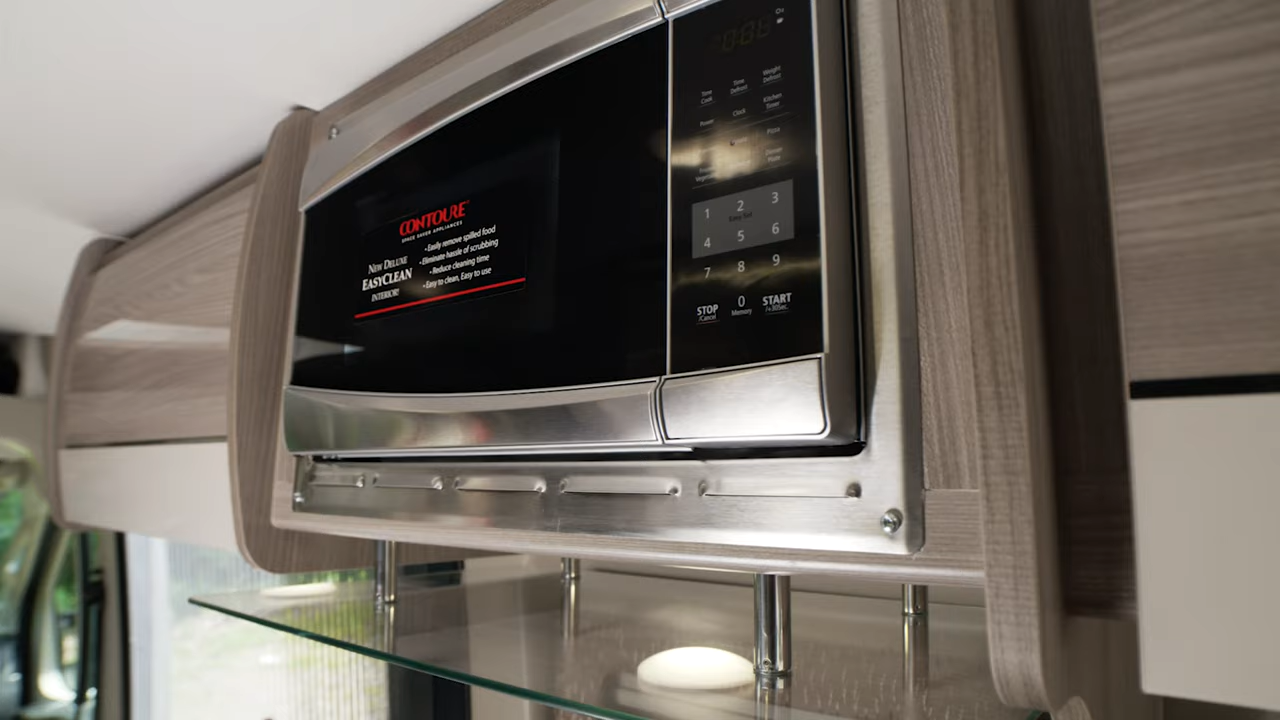 CONTOURE
SPACE SAVER APPLIANCES
NEW DELUXE
EASYCLEAN
INTERIOR!
•Easily remove spilled food
•Eliminate hassle of scrubbing
•Reduce cleaning time
•Easy to clean, Easy to use
Time Cook
Time Defrost
Weight Defrost
Power
Clock
Kitchen Timer
Pizza
Dinner Plate
1 2 3
Easy Set
4 5 6
7 8 9
STOP
/Cancel
0
Memory
START
/+30Sec.